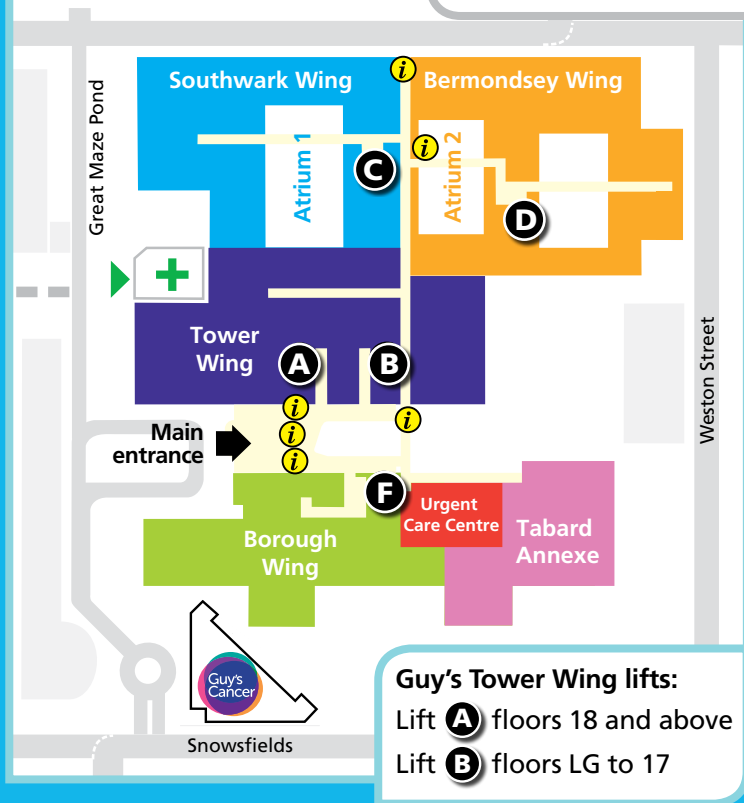 Southwark Wing
i
Bermondsey Wing
Great Maze Pond
Atrium 1
C
i
Atrium 2
D
Tower
Wing
A
B
Weston Street
i
i
i
i
Main
entrance
F
Urgent
Care Centre
Borough
Wing
Tabard
Annexe
Guy's
Cancer
Snowsfields
Guy's Tower Wing lifts:
Lift A floors 18 and above
Lift B floors LG to 17